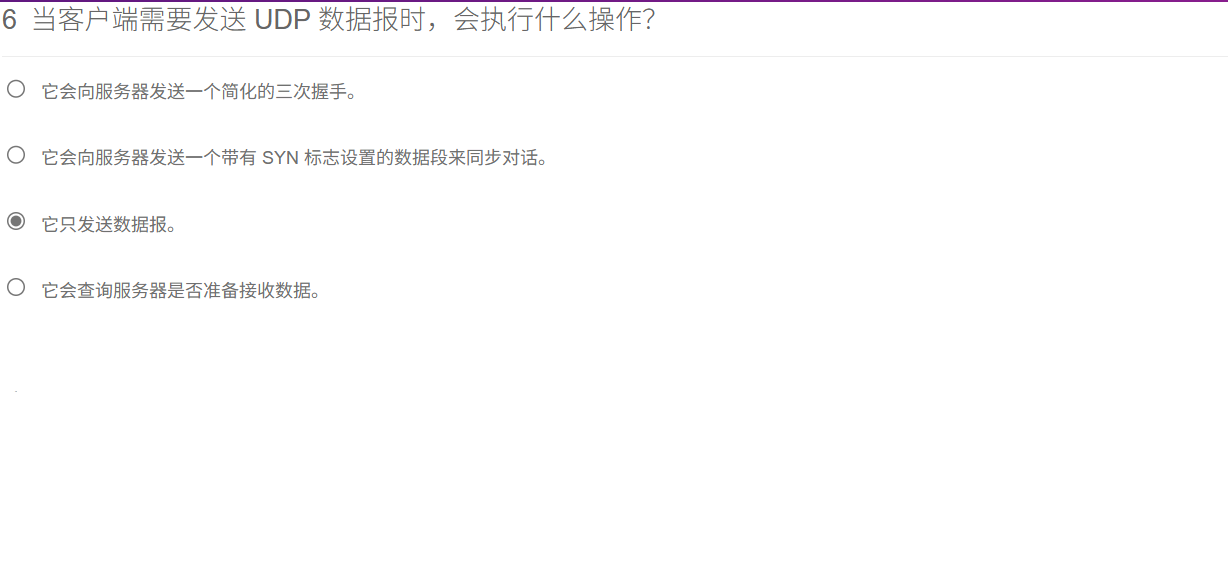 6 当客户端需要发送 UDP 数据报时，会执行什么操作？
它会向服务器发送一个简化的三次握手。
它会向服务器发送一个带有 SYN 标志设置的数据段来同步对话。
它只发送数据报。
它会查询服务器是否准备接收数据。